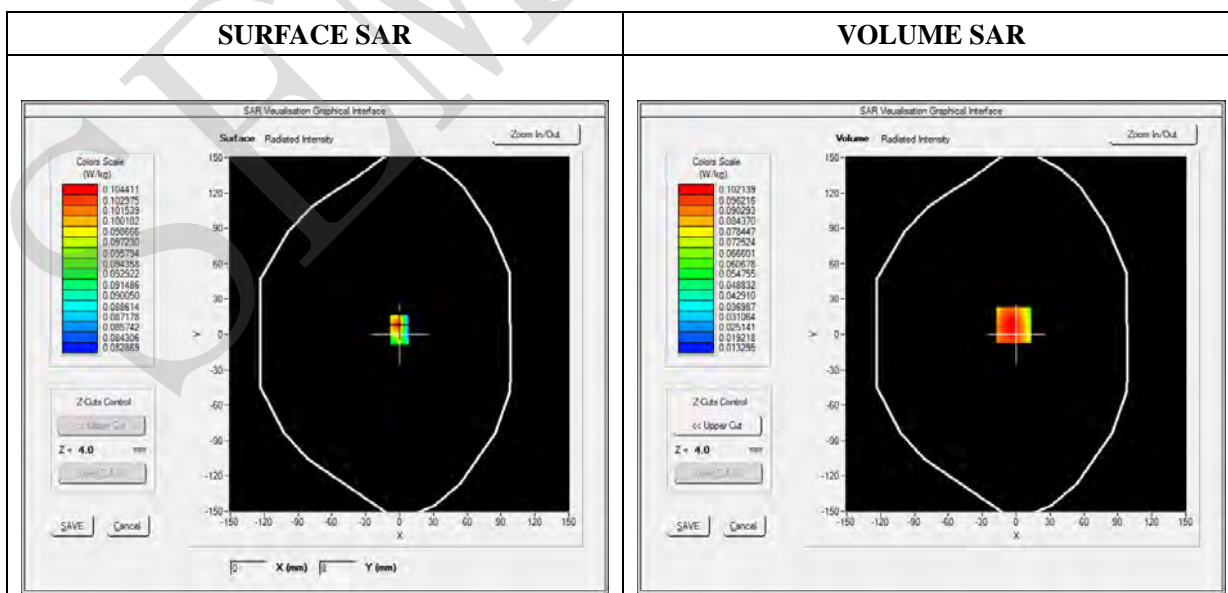 SURFACE SAR
SAR Visualisation Graphical Interface
Surface Radiated Intensity
Zoom In/Out
Colors Scale
(W/kg)
0.104411
0.102975
0.101539
0.100102
0.098666
0.097230
0.095794
0.094358
0.092922
0.091486
0.090050
0.088614
0.087178
0.085742
0.084306
0.082869
Z-Cuts Control
<< Upper Cut
Z = 4.0 mm
SAVE Cancel
150
120
90
60
30
0
-30
-60
-90
-120
-150
Y
-150 -120 -90 -60 -30 0 30 60 90 120 150
X
0 X (mm) 8 Y (mm)
VOLUME SAR
SAR Visualisation Graphical Interface
Volume Radiated Intensity
Zoom In/Out
Colors Scale
(W/kg)
0.102139
0.096216
0.090293
0.084370
0.078447
0.072524
0.066601
0.060678
0.054755
0.048832
0.042910
0.036987
0.031064
0.025141
0.019218
0.013295
Z-Cuts Control
<< Upper Cut
Z = 4.0 mm
SAVE Cancel
150
120
90
60
30
0
-30
-60
-90
-120
-150
Y
-150 -120 -90 -60 -30 0 30 60 90 120 150
X